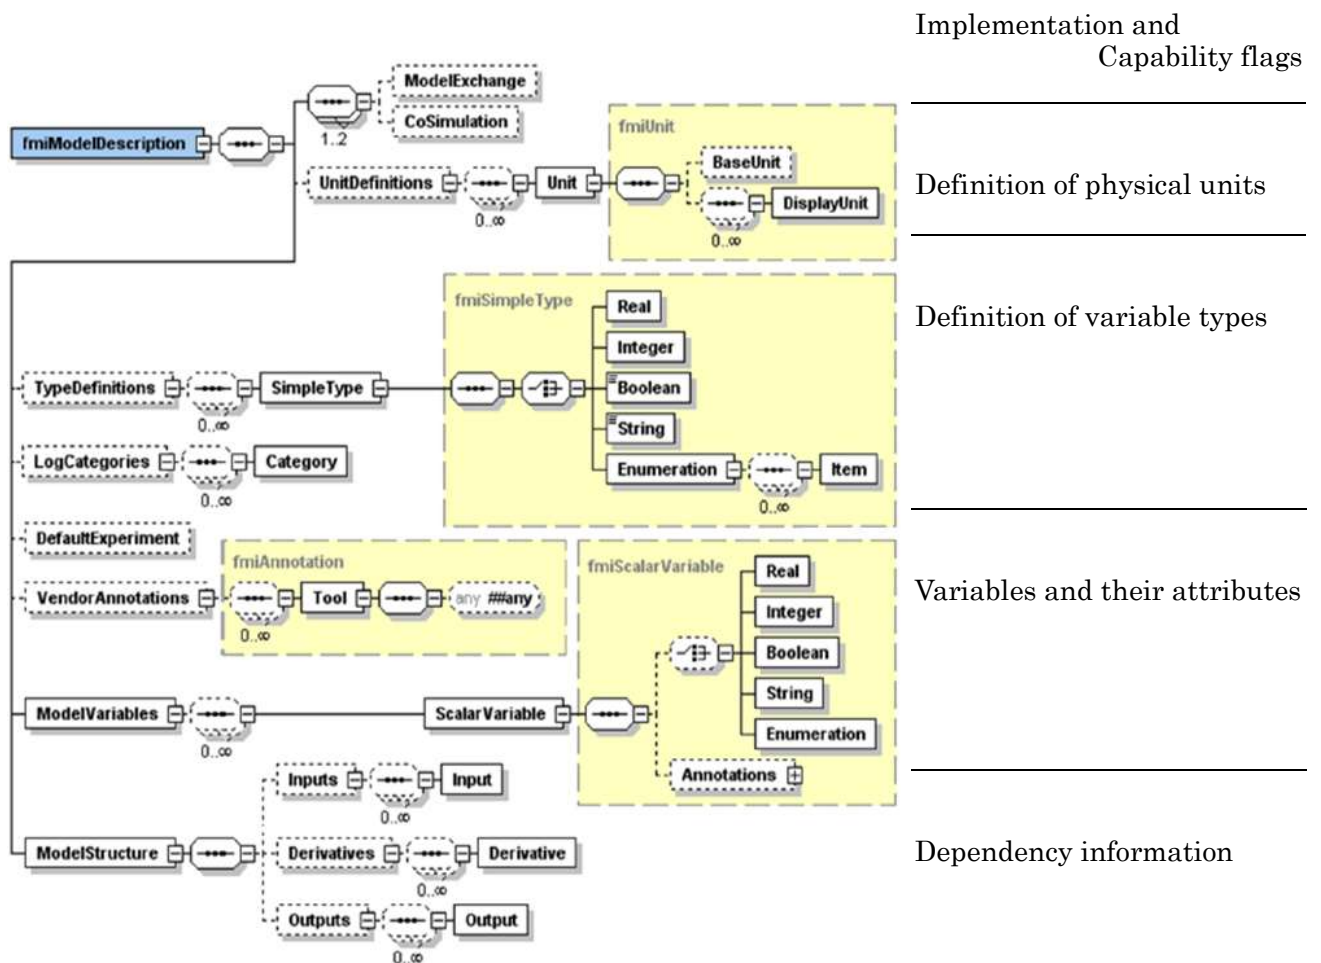 Implementation and
Capability flags
ModelExchange
CoSimulation
1..2
fmiModelDescription
fmiUnit
BaseUnit
UnitDefinitions
0..∞
Unit
DisplayUnit
0..∞
Definition of physical units
fmiSimpleType
Real
Integer
Boolean
String
Enumeration
0..∞
Item
Definition of variable types
TypeDefinitions
0..∞
SimpleType
LogCategories
0..∞
Category
DefaultExperiment
fmiAnnotation
VendorAnnotations
0..∞
Tool
any ##any
fmiScalarVariable
Real
Integer
Boolean
String
Enumeration
Annotations
Variables and their attributes
ModelVariables
0..∞
ScalarVariable
Inputs
0..∞
Input
ModelStructure
Derivatives
0..∞
Derivative
Outputs
0..∞
Output
Dependency information